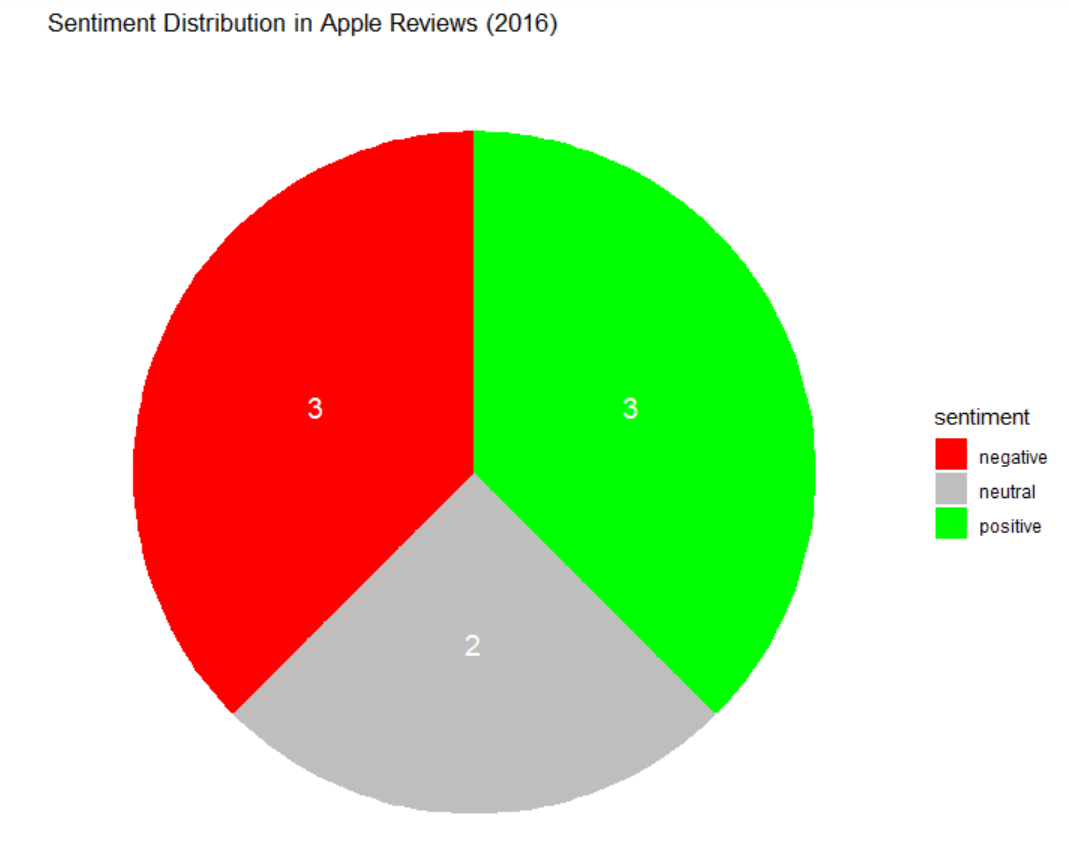 Sentiment Distribution in Apple Reviews (2016)
3
3
2
sentiment
negative
neutral
positive